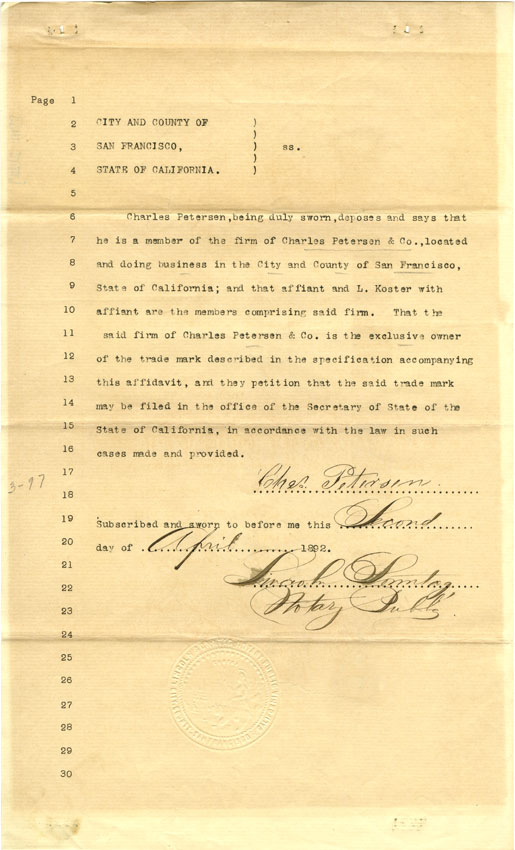 Page 1
2 CITY AND COUNTY OF )
)
3 SAN FRANCISCO, ) ss.
)
4 STATE OF CALIFORNIA. )
5
6 Charles Petersen,being duly sworn,deposes and says that
7 he is a member of the firm of Charles Petersen & Co.,located
8 and doing business in the City and County of San Francisco,
9 State of California; and that affiant and L. Koster with
10 affiant are the members comprising said firm. That the
11 said firm of Charles Petersen & Co. is the exclusive owner
12 of the trade mark described in the specification accompanying
13 this affidavit, and they petition that the said trade mark
14 may be filed in the office of the Secretary of State of the
15 State of California, in accordance with the law in such
16 cases made and provided.
17 Chas. Petersen.
18
19 Subscribed and sworn to before me this Second
20 day of April 1892.
21 Lincoln Sonntag
22
Notary Public
23
24
25
26
27
28
29
30
3-97